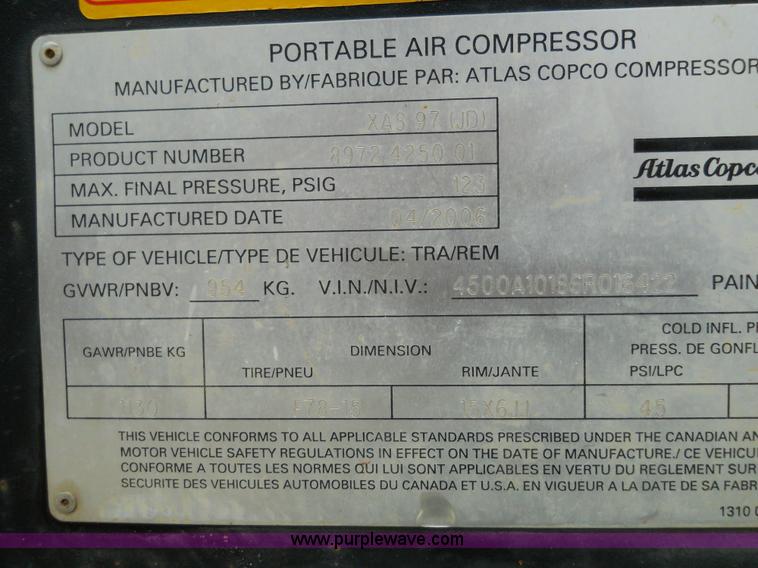 PORTABLE AIR COMPRESSOR
MANUFACTURED BY/FABRIQUE PAR: ATLAS COPCO COMPRESSOR
MODEL XAS 97 (JD)
PRODUCT NUMBER 8972 4250 01
MAX. FINAL PRESSURE, PSIG 123
MANUFACTURED DATE 04/2006
Atlas Copco
TYPE OF VEHICLE/TYPE DE VEHICULE: TRA/REM
GVWR/PNBV: 954 KG. V.I.N./N.I.V.: PAIN
COLD INFL. P
GAWR/PNBE KG DIMENSION PRESS. DE GONFL
TIRE/PNEU RIM/JANTE PSI/LPC
1130 F78-15 15X6JJ 45
THIS VEHICLE CONFORMS TO ALL APPLICABLE STANDARDS PRESCRIBED UNDER THE CANADIAN AN
MOTOR VEHICLE SAFETY REGULATIONS IN EFFECT ON THE DATE OF MANUFACTURE./ CE VEHICU
CONFORME A TOUTES LES NORMES QUI LUI SONT APPLICABLES EN VERTU DU REGLEMENT SUR
SECURITE DES VEHICULES AUTOMOBILES DU CANADA ET U.S.A. EN VIGUEUR A LA DATE DE SA FABR
1310 0
www.purplewave.com